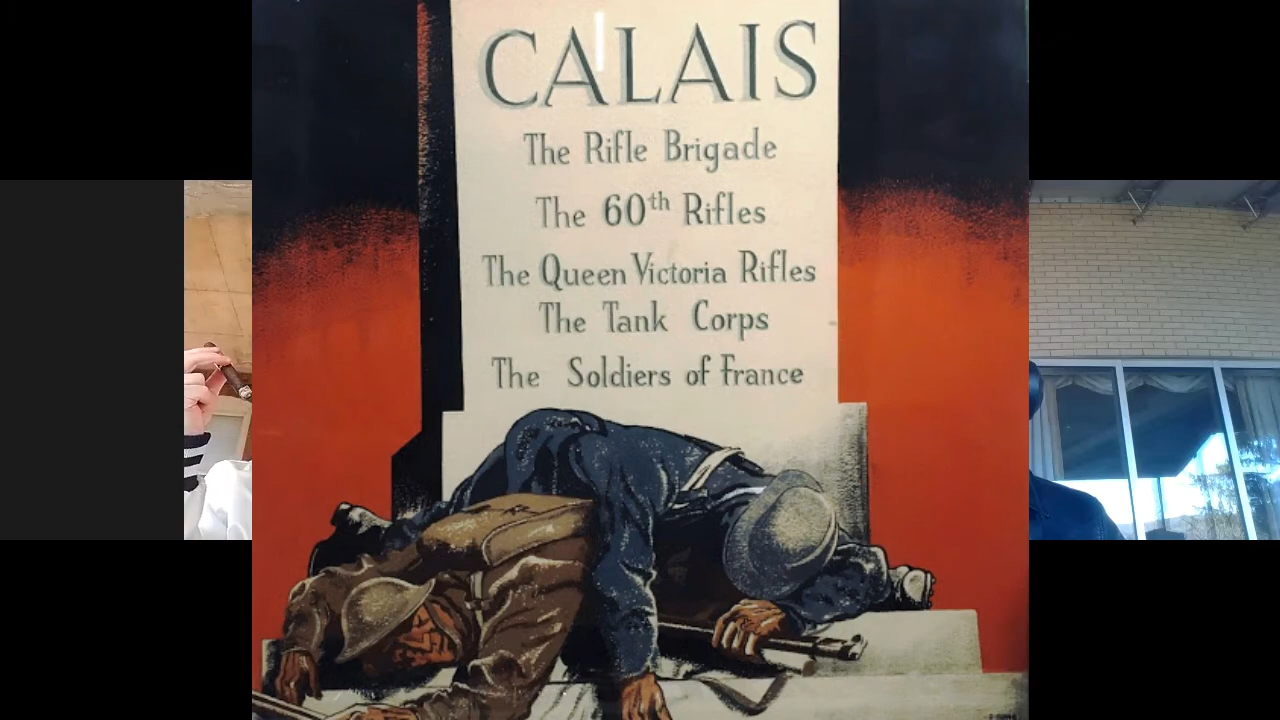 CALAIS
The Rifle Brigade
The 60th Rifles
The Queen Victoria Rifles
The Tank Corps
The Soldiers of France